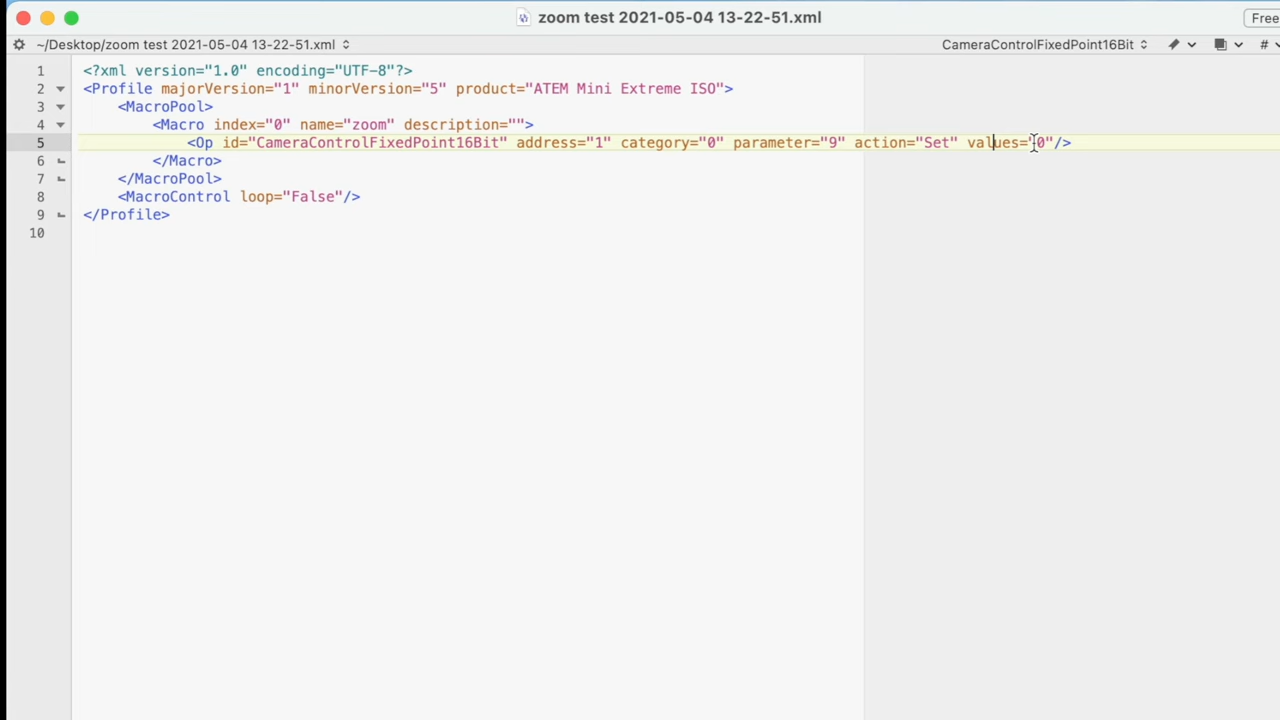 zoom test 2021-05-04 13-22-51.xml
Free
~/Desktop/zoom test 2021-05-04 13-22-51.xml
CameraControlFixedPoint16Bit
#
1 <?xml version="1.0" encoding="UTF-8"?>
2 <Profile majorVersion="1" minorVersion="5" product="ATEM Mini Extreme ISO">
3 <MacroPool>
4 <Macro index="0" name="zoom" description="">
5 <Op id="CameraControlFixedPoint16Bit" address="1" category="0" parameter="9" action="Set" values="0"/>
6 </Macro>
7 </MacroPool>
8 <MacroControl loop="False"/>
9 </Profile>
10